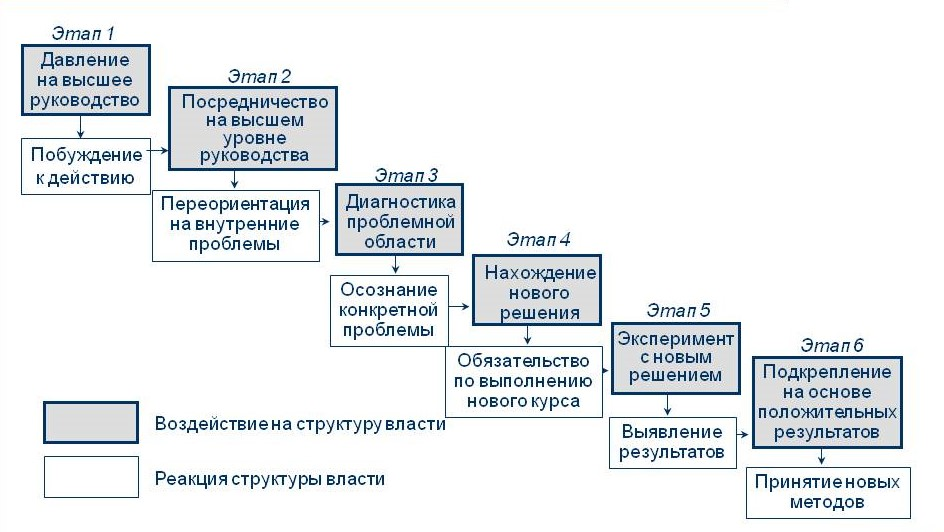 Этап 1
Давление
на высшее
руководство
Побуждение
к действию
Этап 2
Посредничество
на высшем
уровне
руководства
Переориентация
на внутренние
проблемы
Этап 3
Диагностика
проблемной
области
Осознание
конкретной
проблемы
Этап 4
Нахождение
нового
решения
Обязательство
по выполнению
нового курса
Этап 5
Эксперимент
с новым
решением
Выявление
результатов
Этап 6
Подкрепление
на основе
положительных
результатов
Принятие новых
методов
Воздействие на структуру власти
Реакция структуры власти